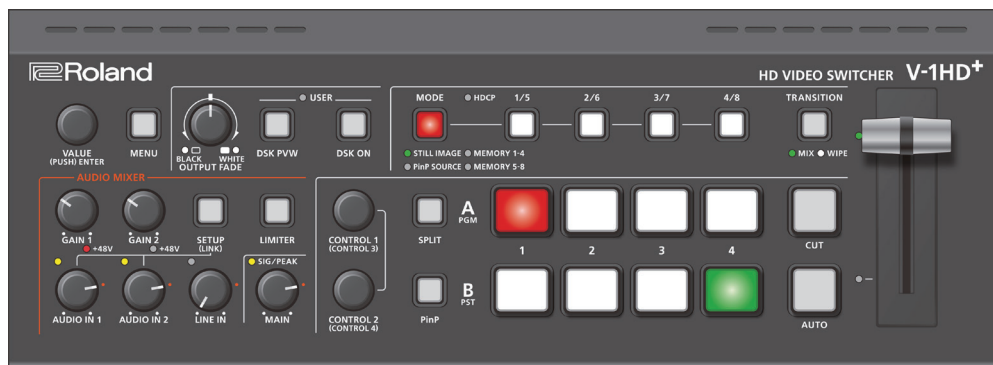 Roland
HD VIDEO SWITCHER V-1HD+
VALUE
(PUSH) ENTER
MENU
USER
BLACK WHITE
OUTPUT FADE
DSK PVW
DSK ON
MODE
HDCP
1/5
2/6
3/7
4/8
TRANSITION
STILL IMAGE MEMORY 1-4
PinP SOURCE MEMORY 5-8
MIX WIPE
AUDIO MIXER
GAIN 1
GAIN 2
SETUP
(LINK)
LIMITER
+48V
+48V
SIG/PEAK
AUDIO IN 1
AUDIO IN 2
LINE IN
MAIN
CONTROL 1
(CONTROL 3)
CONTROL 2
(CONTROL 4)
SPLIT
PinP
A
PGM
1
2
3
4
B
PST
CUT
AUTO